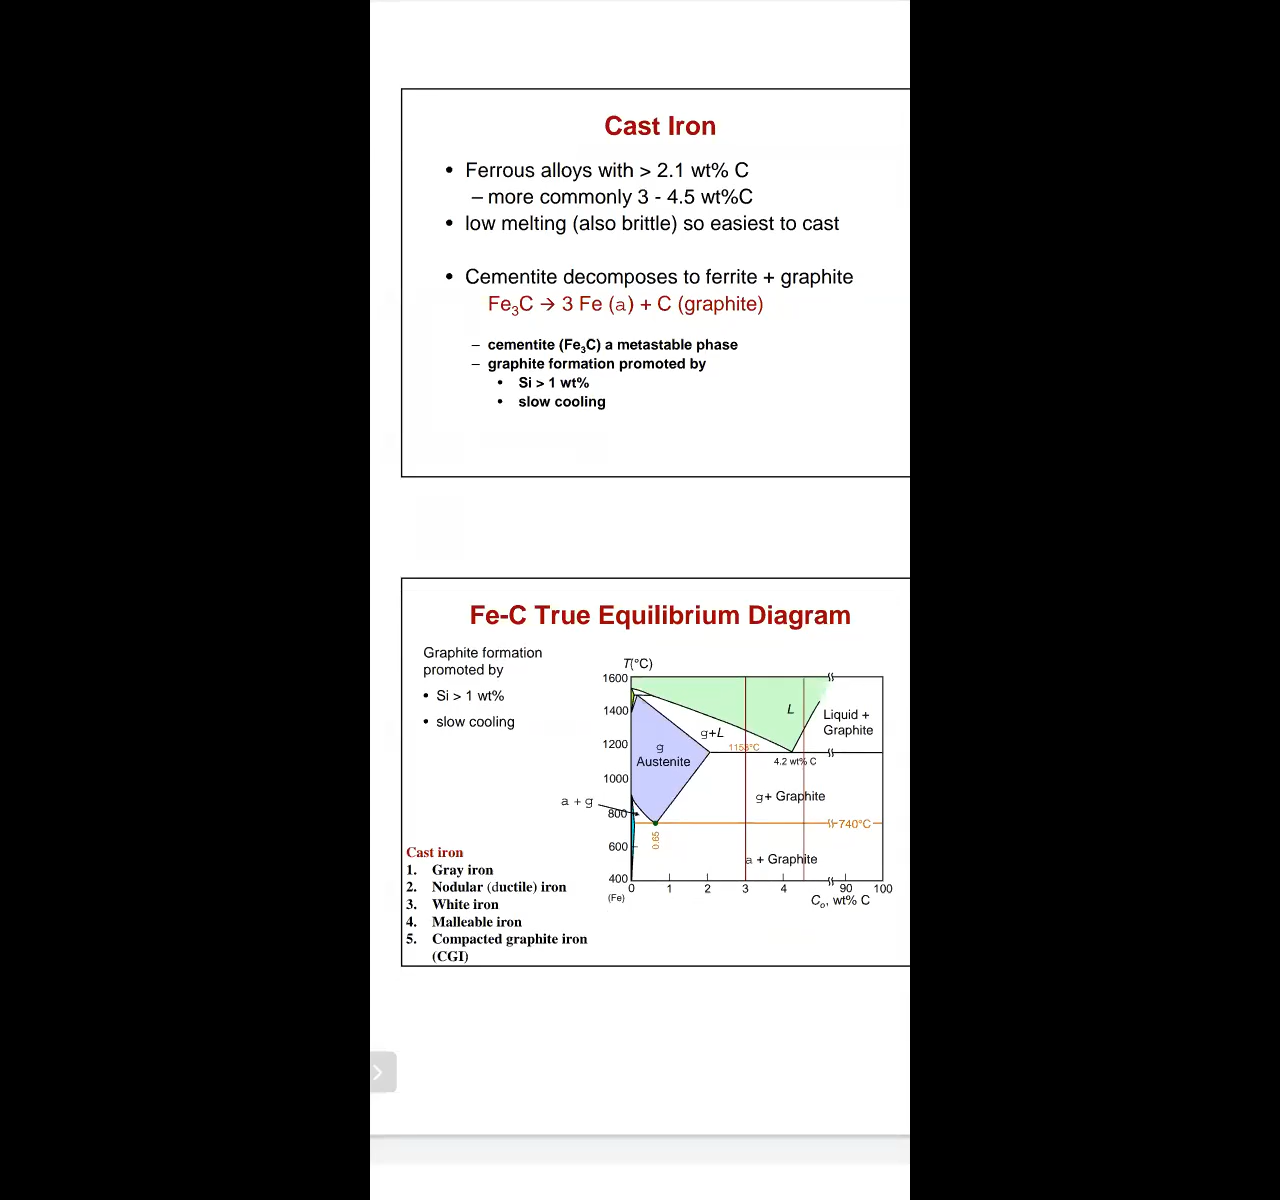 Cast Iron
• Ferrous alloys with > 2.1 wt% C
– more commonly 3 - 4.5 wt%C
• low melting (also brittle) so easiest to cast
• Cementite decomposes to ferrite + graphite
Fe₃C → 3 Fe (a) + C (graphite)
– cementite (Fe₃C) a metastable phase
– graphite formation promoted by
• Si > 1 wt%
• slow cooling
Fe-C True Equilibrium Diagram
Graphite formation
promoted by
• Si > 1 wt%
• slow cooling
Cast iron
1. Gray iron
2. Nodular (ductile) iron
3. White iron
4. Malleable iron
5. Compacted graphite iron
(CGI)
T(°C)
1600
1400
1200
1000
800
600
400
L
Liquid +
Graphite
g+L
1153°C
g
Austenite
4.2 wt% C
g+ Graphite
a + g
740°C
0.65
a + Graphite
0
1
2
3
4
90
100
(Fe)
Cₒ, wt% C